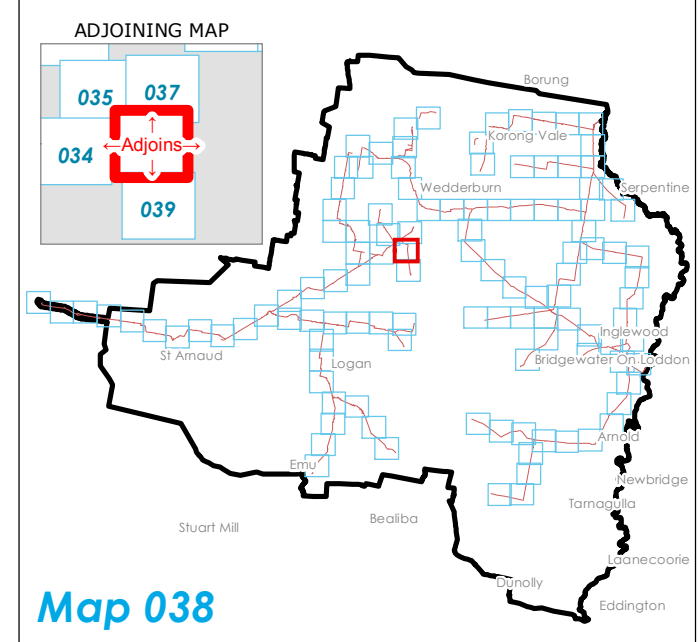 ADJOINING MAP
035
037
←Adjoins→
034
039
Borung
Korong Vale
Wedderburn
Serpentine
Inglewood
Bridgewater On Loddon
St Arnaud
Logan
Arnold
Emu
Newbridge
Tarnagulla
Bealiba
Stuart Mill
Laanecoorie
Dunolly
Eddington
Map 038